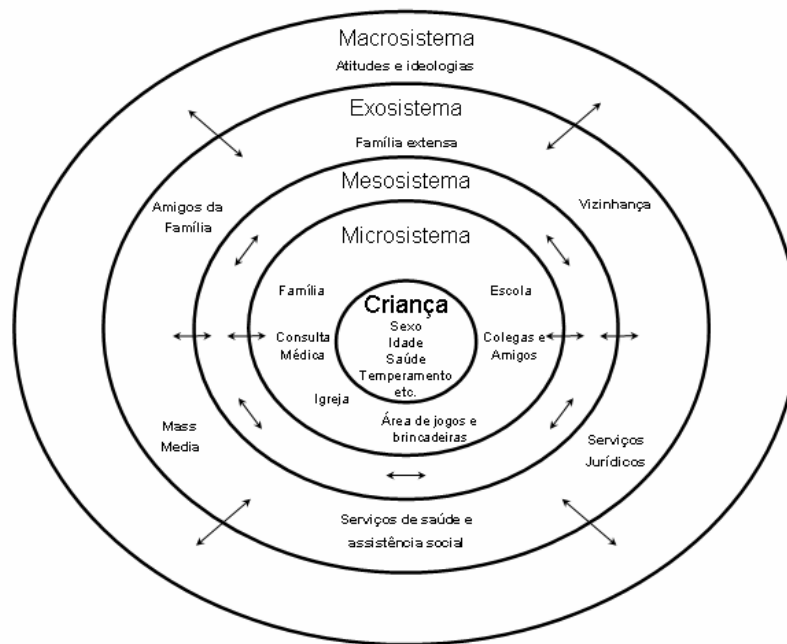 Macrosistema
Atitudes e ideologias
Exosistema
Família extensa
Mesosistema
Amigos da
Família
Vizinhança
Microsistema
Família
Escola
Criança
Sexo
Idade
Saúde
Temperamento
etc.
Consulta
Médica
Colegas e
Amigos
Igreja
Área de jogos e
brincadeiras
Mass
Media
Serviços
Jurídicos
Serviços de saúde e
assistência social